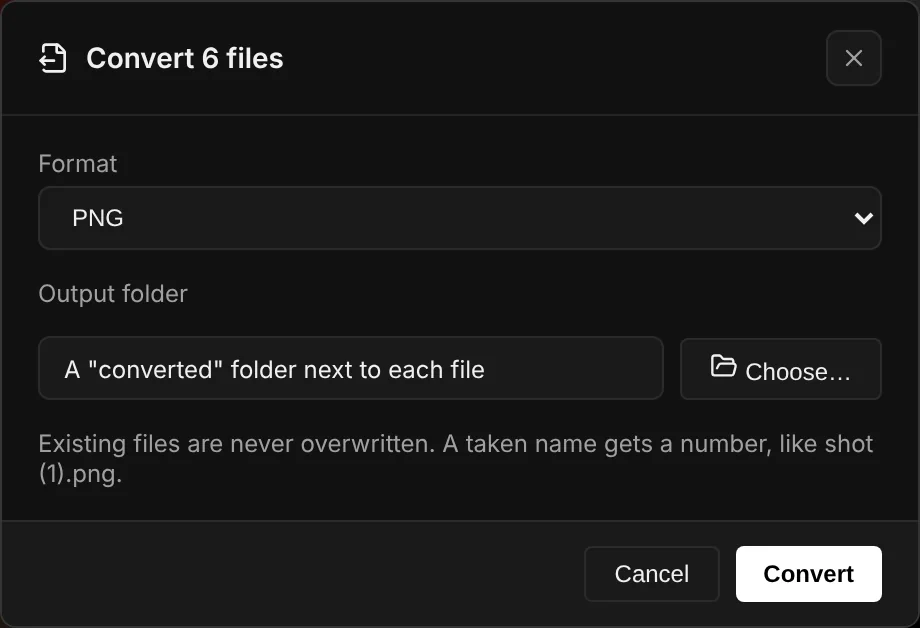 Convert 6 files
Format
PNG
Output folder
A "converted" folder next to each file
Choose…
Existing files are never overwritten. A taken name gets a number, like shot
(1).png.
Cancel
Convert